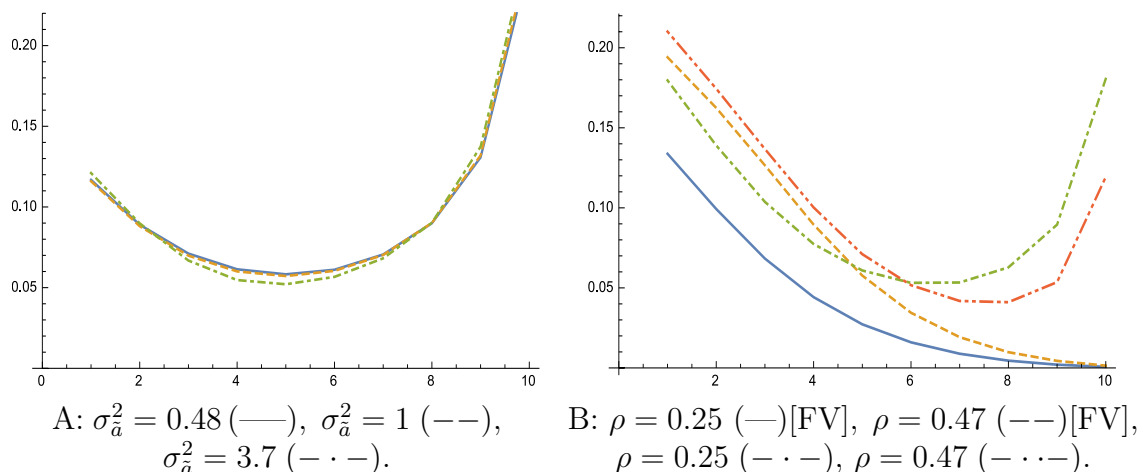 0.20
0.15
0.10
0.05
0 2 4 6 8 10
A: σ²_ã = 0.48 (——), σ²_ã = 1 (−−),
σ²_ã = 3.7 (− · −).
0.20
0.15
0.10
0.05
2 4 6 8 10
B: ρ = 0.25 (—)[FV], ρ = 0.47 (−−)[FV],
ρ = 0.25 (− · −), ρ = 0.47 (− · ·−).